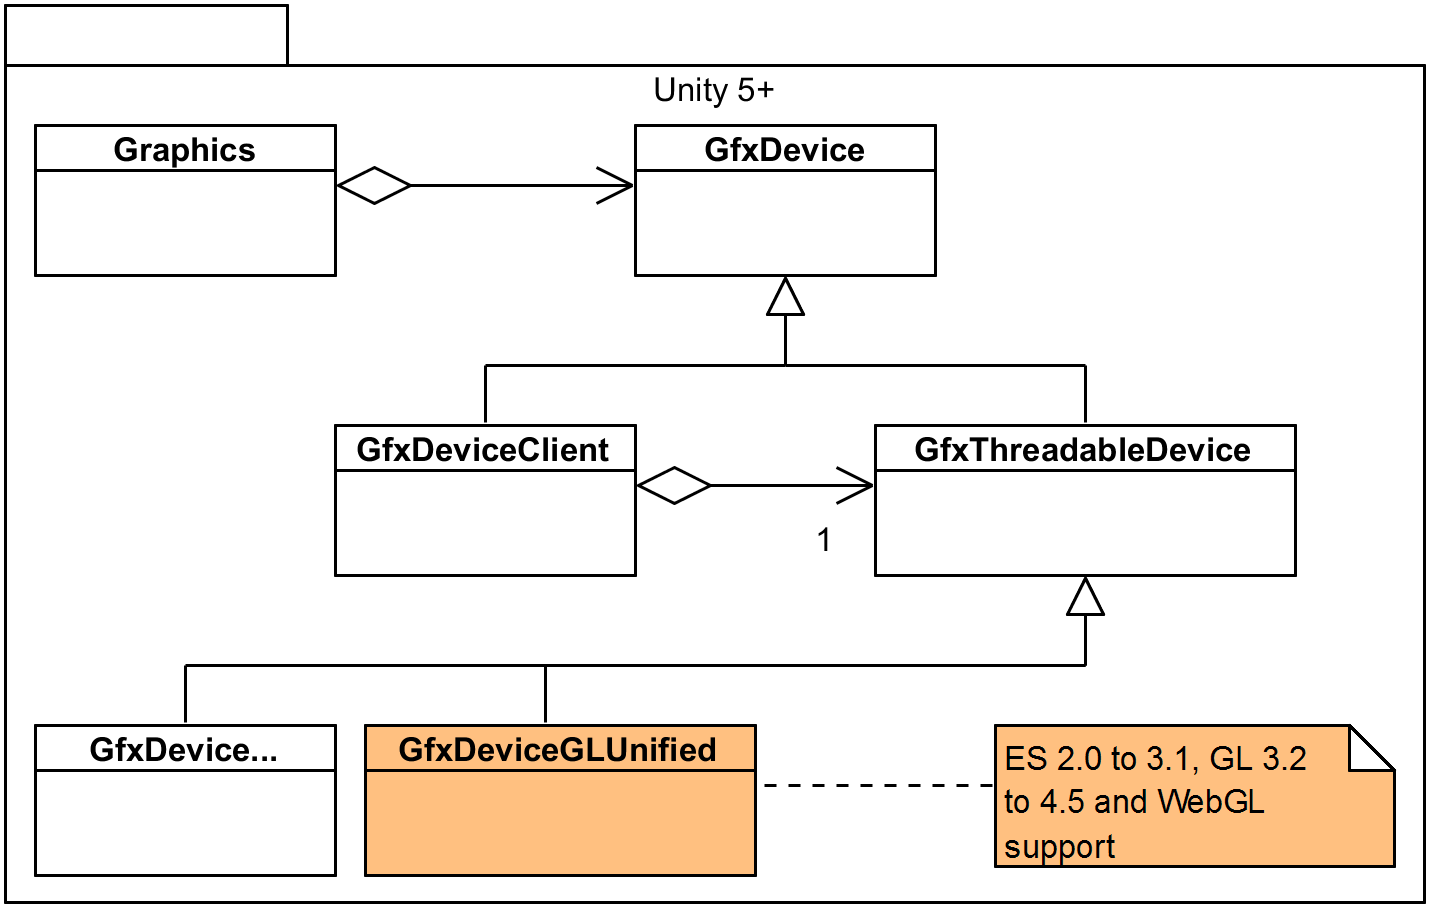 Unity 5+
Graphics
GfxDevice
GfxDeviceClient
GfxThreadableDevice
1
GfxDevice...
GfxDeviceGLUnified
ES 2.0 to 3.1, GL 3.2
to 4.5 and WebGL
support